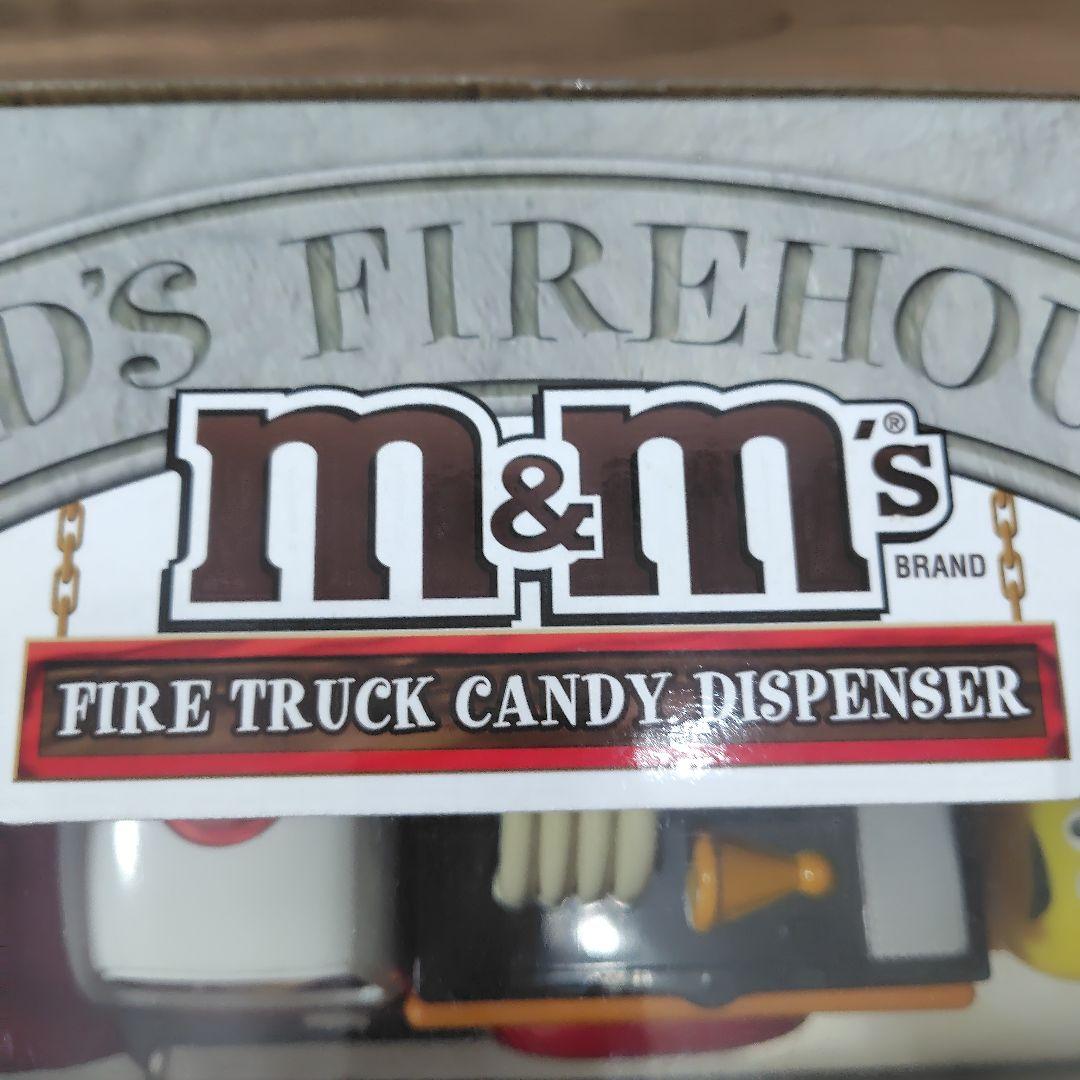 D'S FIREHOU
m&m's®
BRAND
FIRE TRUCK CANDY DISPENSER